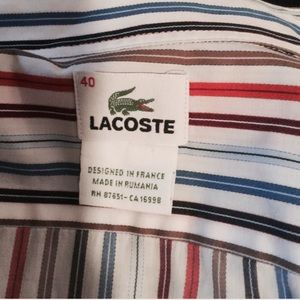 40
LACOSTE
DESIGNED IN FRANCE
MADE IN RUMANIA
RN 87651 - CA 16998